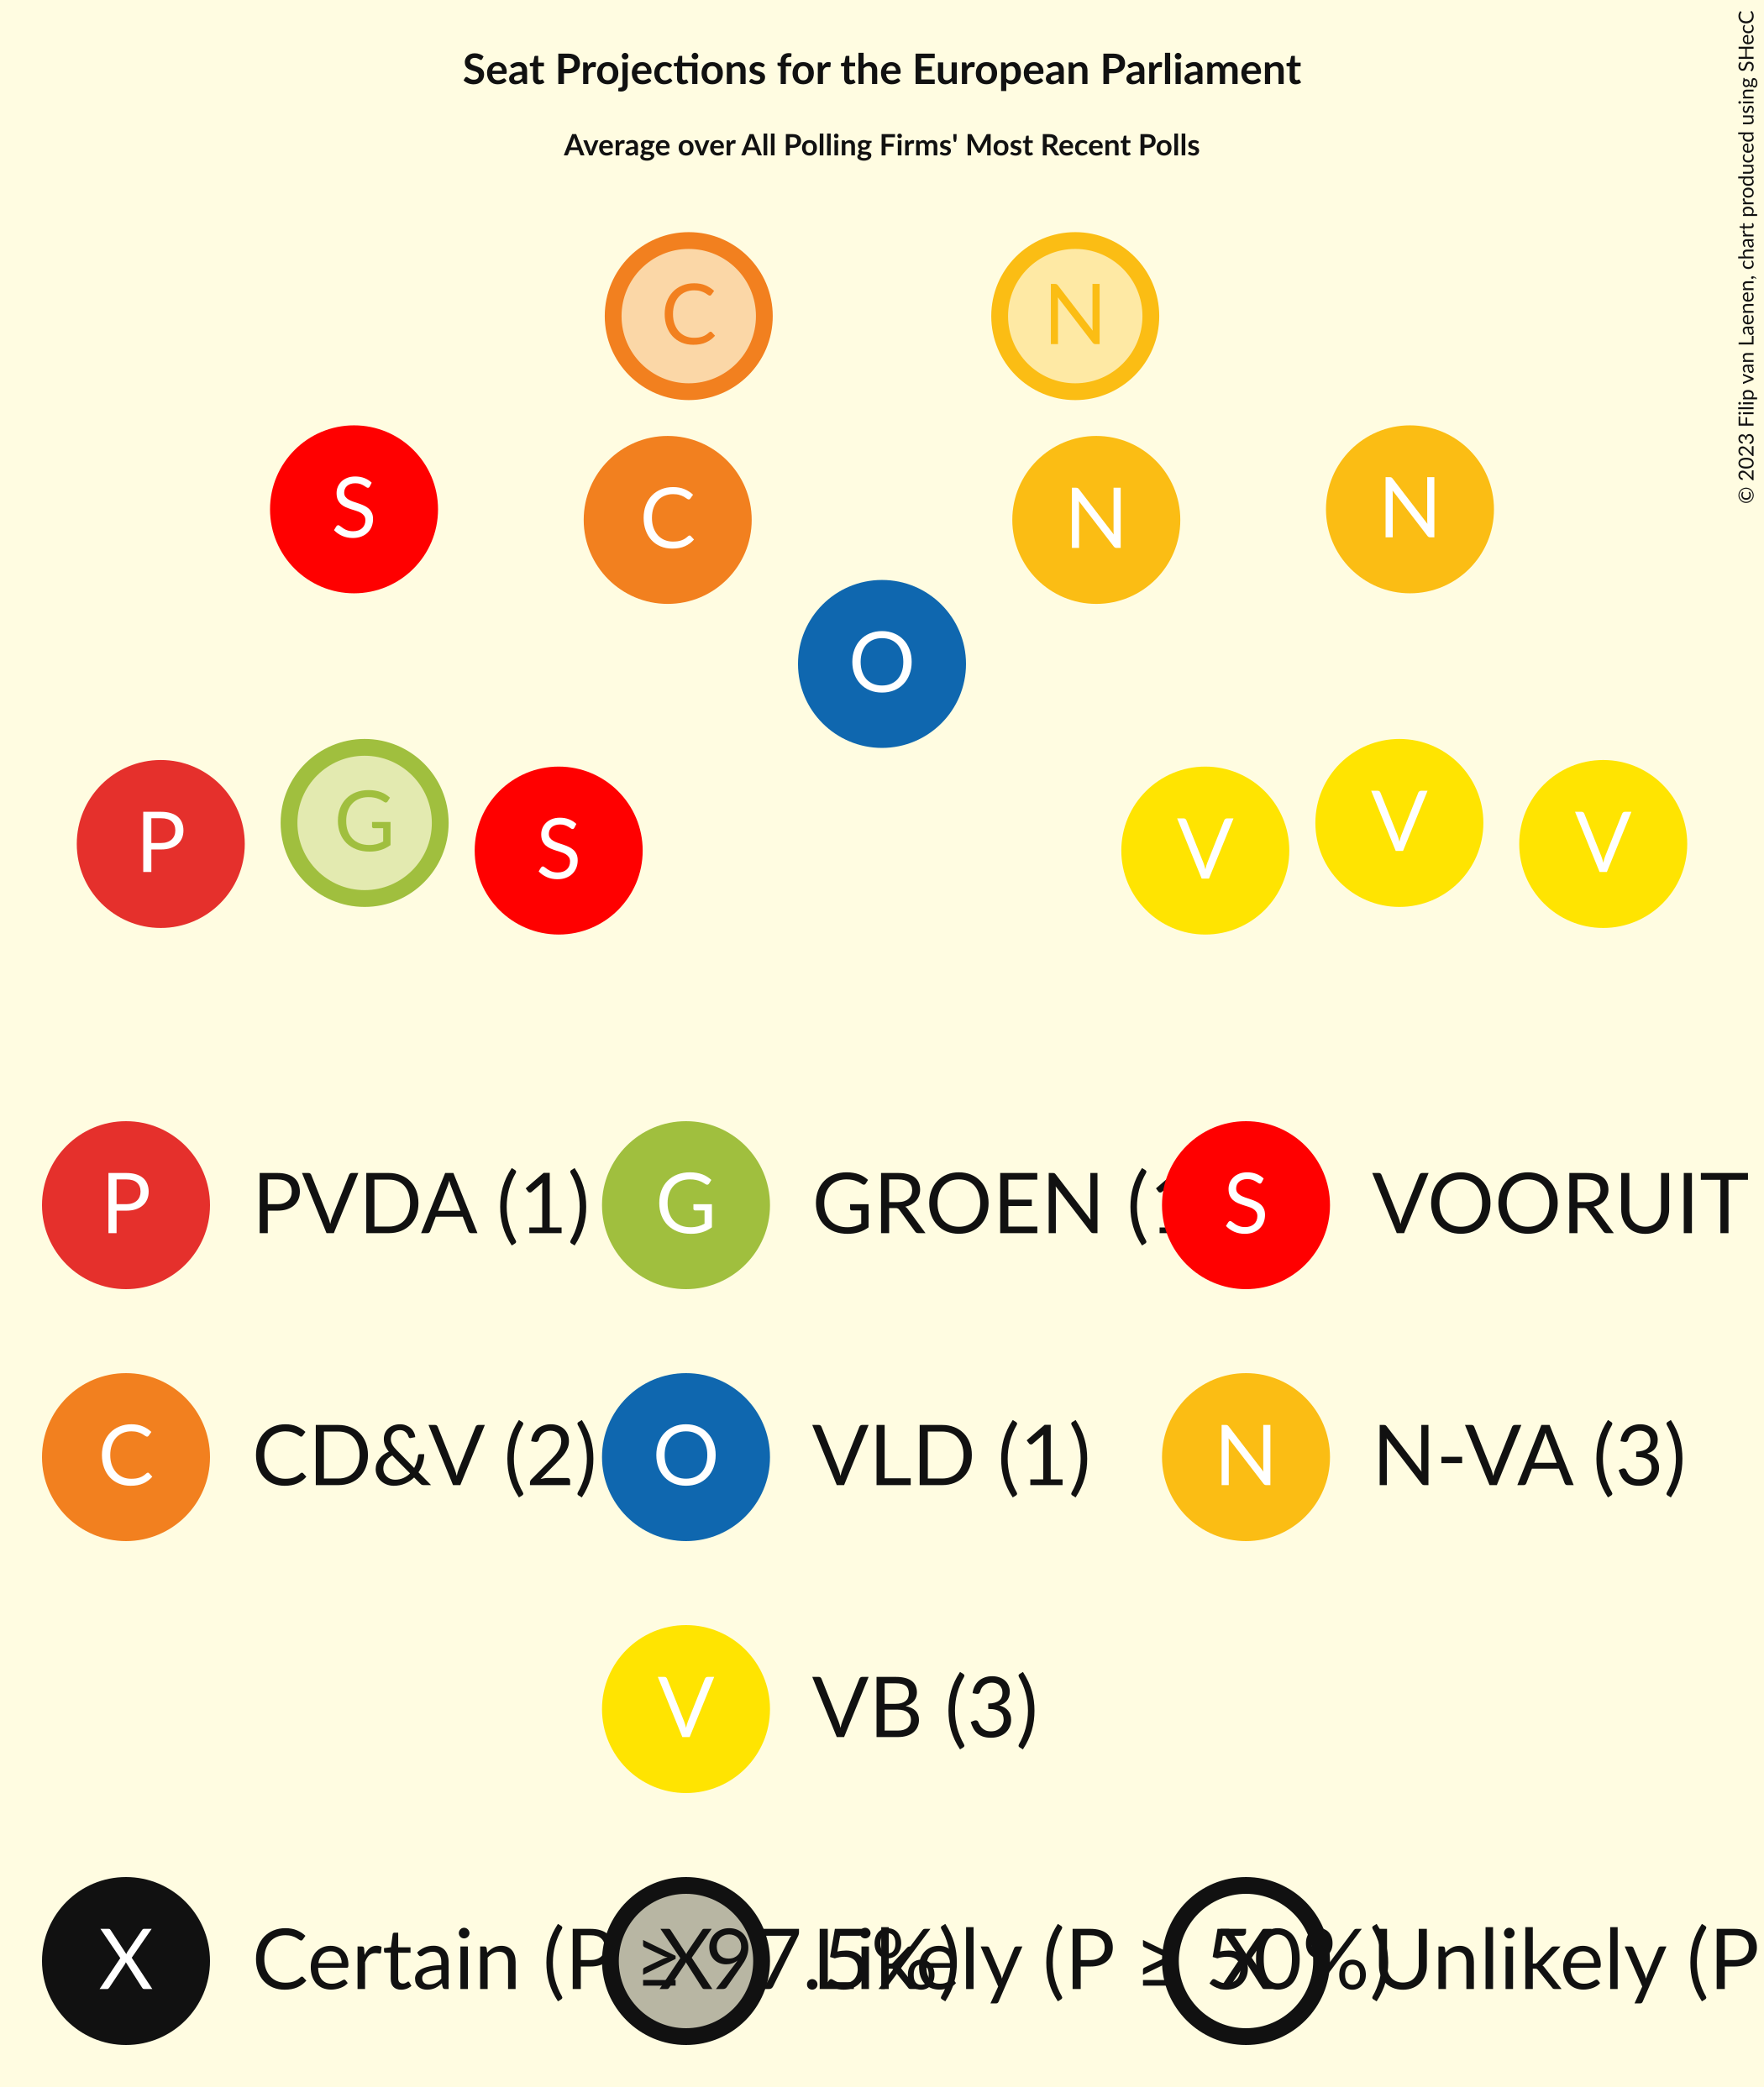 Seat Projections for the European Parliament
Average over All Polling Firms' Most Recent Polls
© 2023 Filip van Laenen, chart produced using SHecC
C N
S C N N
O
P G S V V V
P PVDA (1) G GROEN ( S VOORUIT
C CD&V (2) O VLD (1) N N-VA (3)
V VB (3)
X Certain (P ≥ 97.5%) X Likely (P ≥ 50%) X Unlikely (P